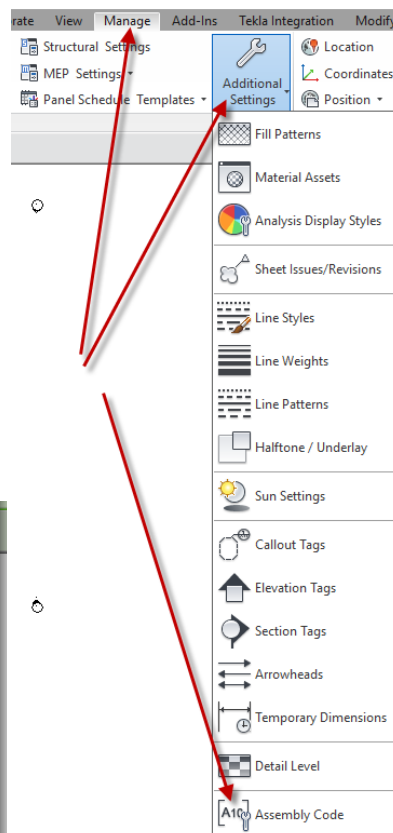 rate View Manage Add-Ins Tekla Integration Modify
Structural Settings
MEP Settings
Panel Schedule Templates
Additional
Settings
Location
Coordinates
Position
Fill Patterns
Material Assets
Analysis Display Styles
Sheet Issues/Revisions
Line Styles
Line Weights
Line Patterns
Halftone / Underlay
Sun Settings
Callout Tags
Elevation Tags
Section Tags
Arrowheads
Temporary Dimensions
Detail Level
[A10 Assembly Code